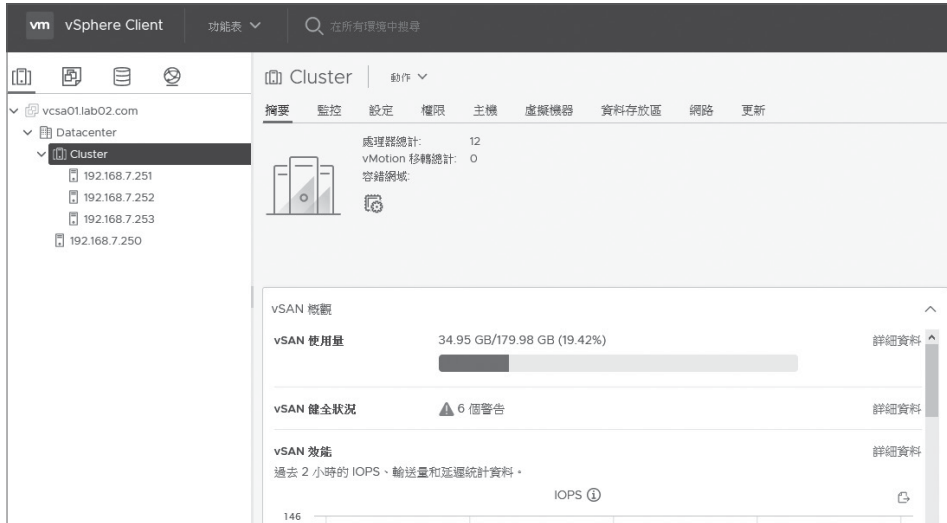 vm vSphere Client 功能表 在所有環境中搜尋
vcsa01.lab02.com
Datacenter
Cluster
192.168.7.251
192.168.7.252
192.168.7.253
192.168.7.250
Cluster 動作
摘要 監控 設定 權限 主機 虛擬機器 資料存放區 網路 更新
處理器總計: 12
vMotion 移轉總計: 0
容錯網域:
vSAN 概觀
vSAN 使用量 34.95 GB/179.98 GB (19.42%) 詳細資料
vSAN 健全狀況 6 個警告 詳細資料
vSAN 效能 詳細資料
過去 2 小時的 IOPS、輸送量和延遲統計資料。
IOPS
146